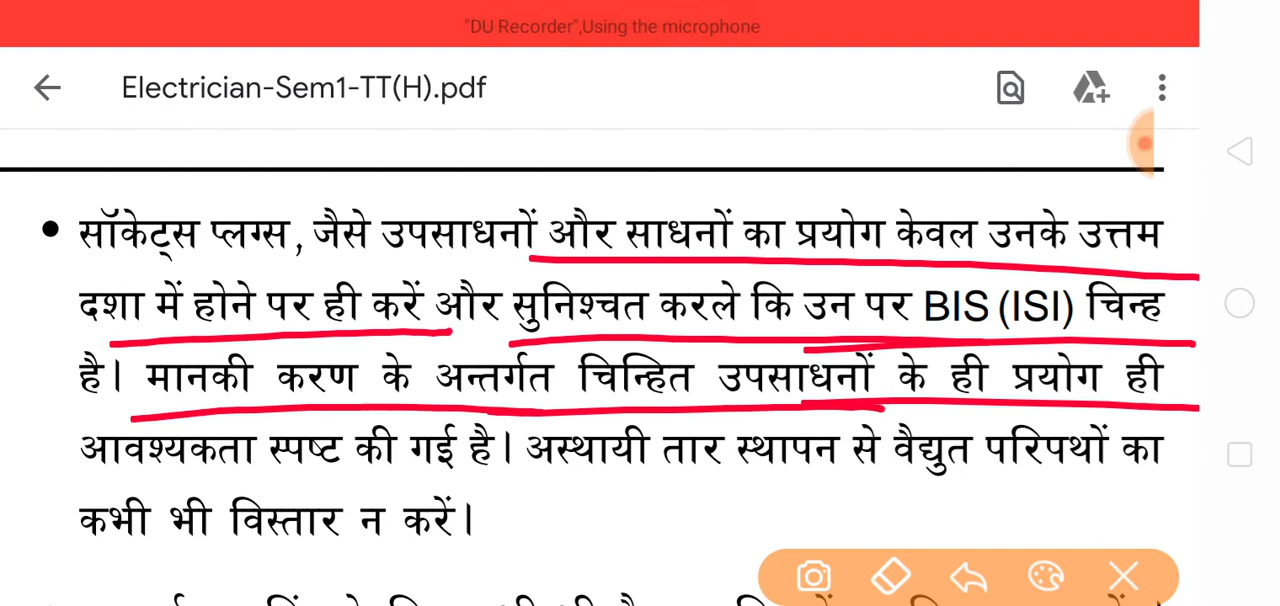 "DU Recorder",Using the microphone
Electrician-Sem1-TT(H).pdf
• सॉकेट्स प्लग्स, जैसे उपसाधनों और साधनों का प्रयोग केवल उनके उत्तम
दशा में होने पर ही करें और सुनिश्चत करले कि उन पर BIS (ISI) चिन्ह
है। मानकी करण के अन्तर्गत चिन्हित उपसाधनों के ही प्रयोग ही
आवश्यकता स्पष्ट की गई है। अस्थायी तार स्थापन से वैद्युत परिपथों का
कभी भी विस्तार न करें।